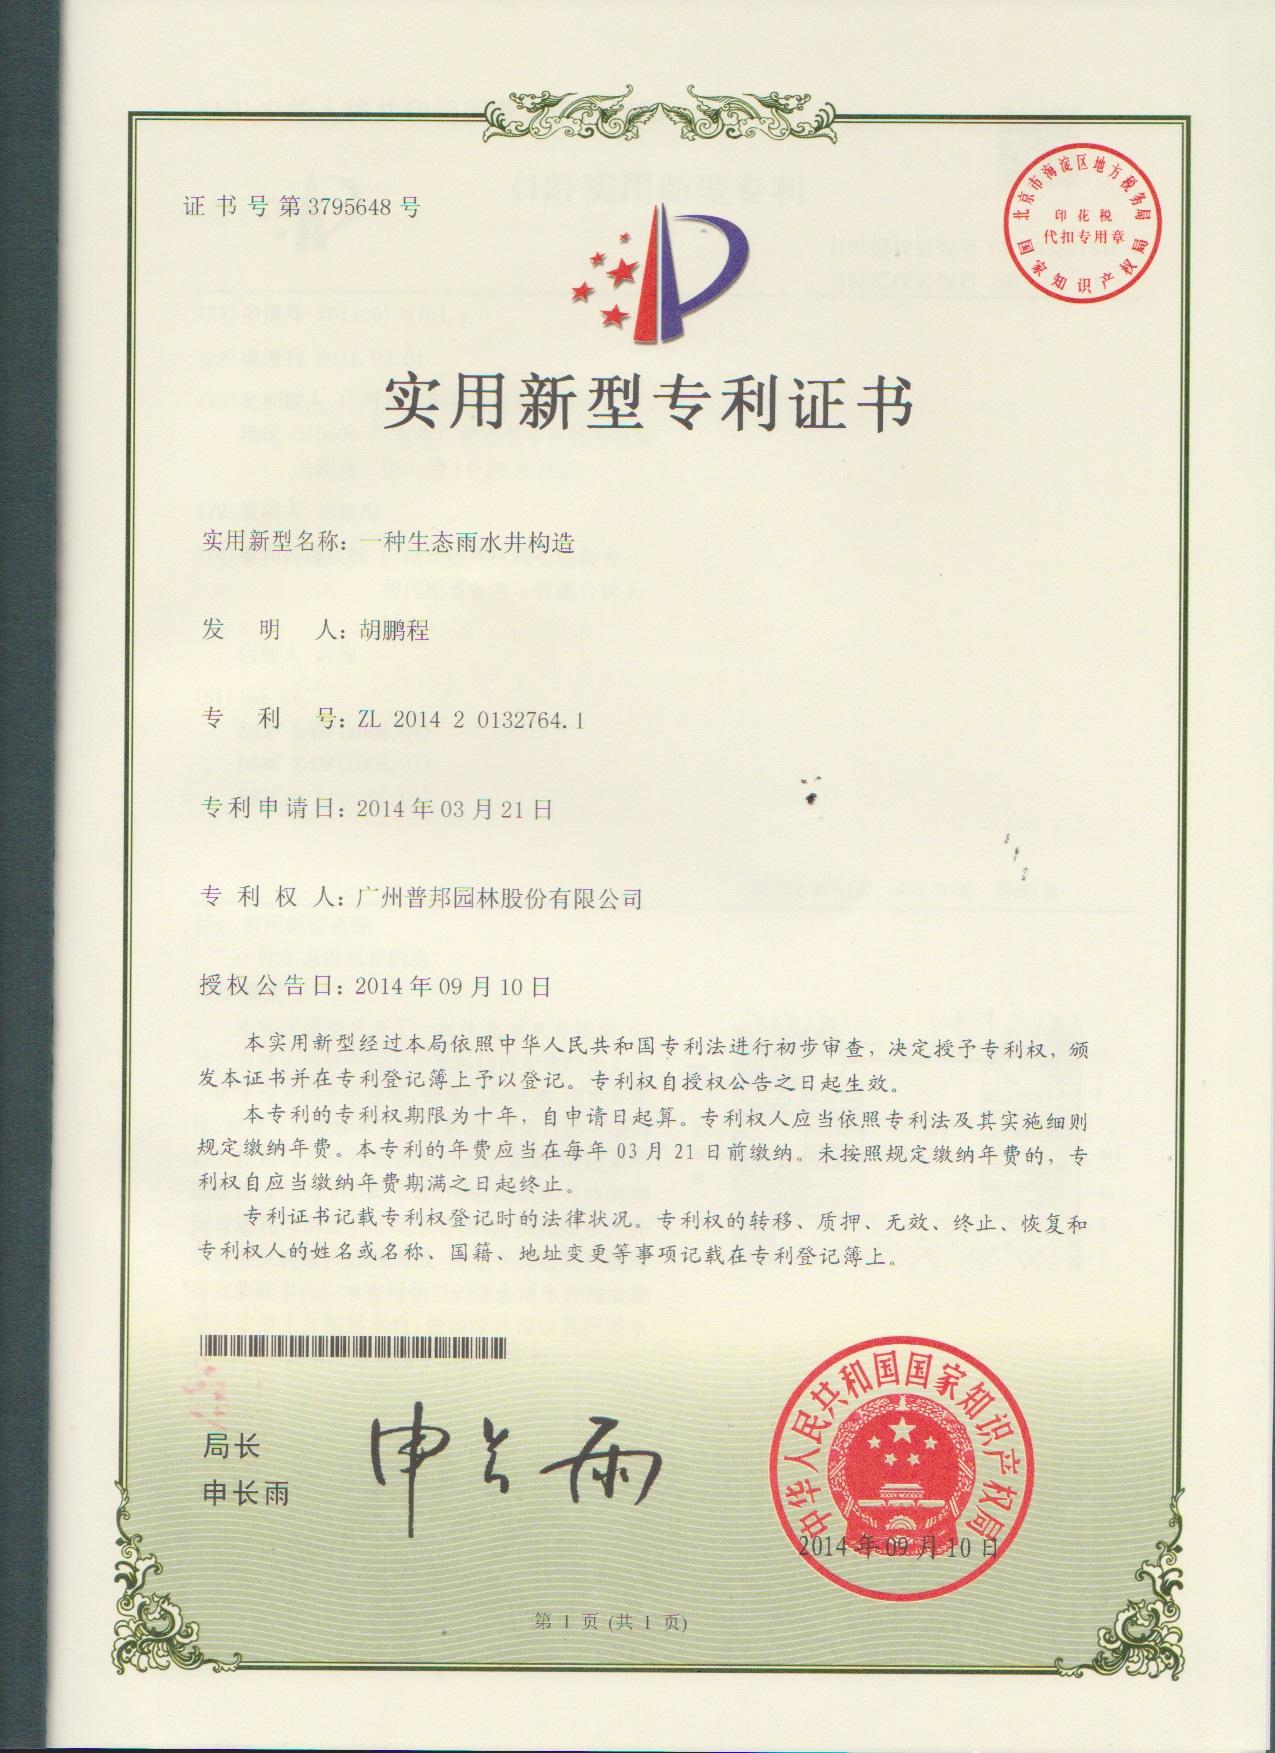 证书号第3795648号
北京市海淀区地方税务局
印花税
代扣专用章
国家知识产权局
实用新型专利证书
实用新型名称：一种生态雨水井构造
发明人：胡鹏程
专利号：ZL 2014 2 0132764.1
专利申请日：2014年03月21日
专利权人：广州普邦园林股份有限公司
授权公告日：2014年09月10日
本实用新型经过本局依照中华人民共和国专利法进行初步审查，决定授予专利权，颁
发本证书并在专利登记簿上予以登记。专利权自授权公告之日起生效。
本专利的专利权期限为十年，自申请日起算。专利权人应当依照专利法及其实施细则
规定缴纳年费。本专利的年费应当在每年03月21日前缴纳。未按照规定缴纳年费的，专
利权自应当缴纳年费期满之日起终止。
专利证书记载专利权登记时的法律状况。专利权的转移、质押、无效、终止、恢复和
专利权人的姓名或名称、国籍、地址变更等事项记载在专利登记簿上。
局长
申长雨
申长雨
中华人民共和国国家知识产权局
2014年09月10日
第1页(共1页)